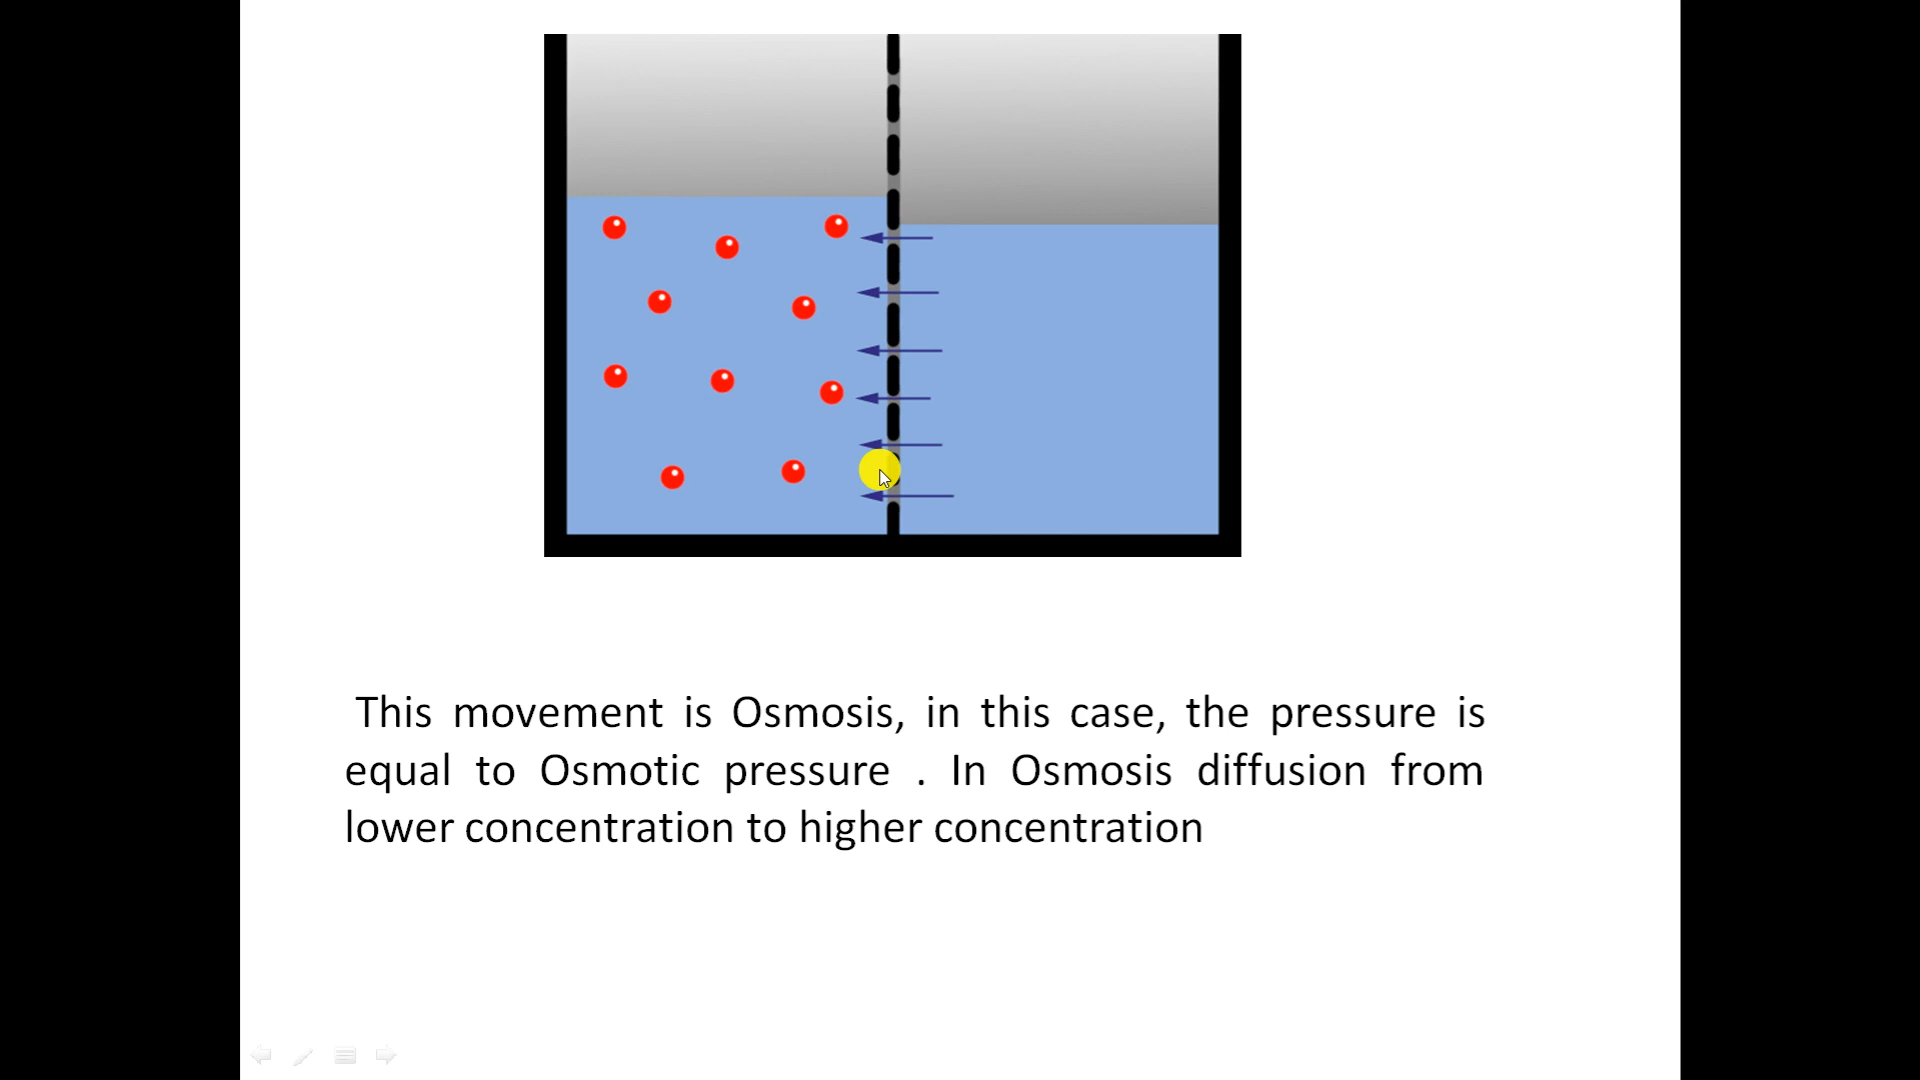 This movement is Osmosis, in this case, the pressure is
equal to Osmotic pressure . In Osmosis diffusion from
lower concentration to higher concentration